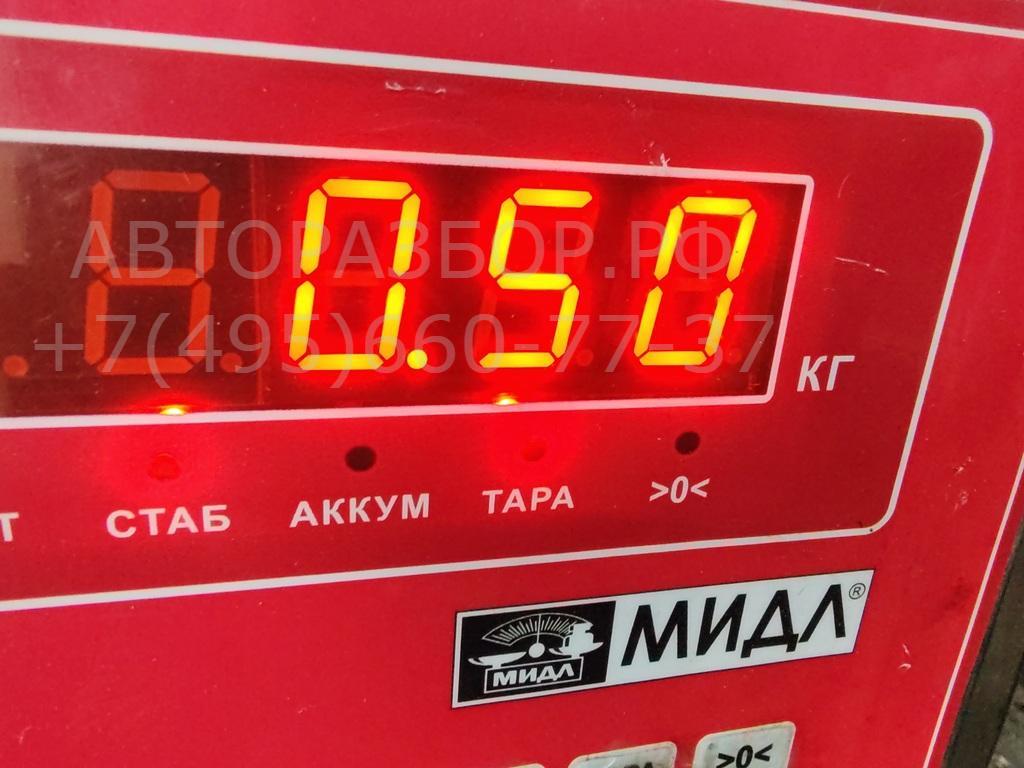 0.50
АВТОРАЗБОР.РФ
+7(495)660-77-37
КГ
СТАБ АККУМ ТАРА >0<
МИДЛ®
МИДЛ
>0<